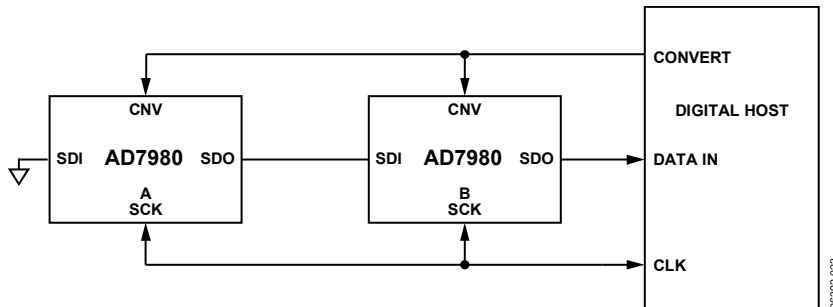 CONVERT
CNV
CNV
DIGITAL HOST
SDI AD7980 SDO
SDI AD7980 SDO
DATA IN
A
SCK
B
SCK
CLK